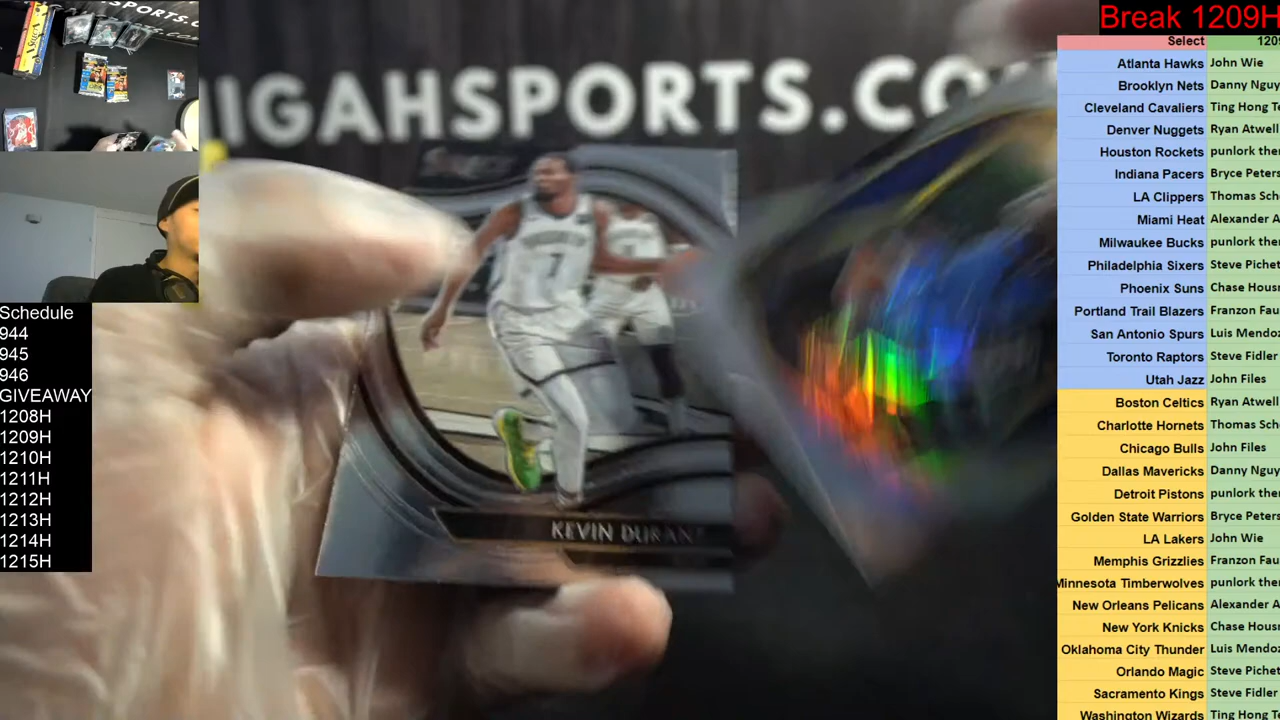 SPORTS.C
Break 1209H
IGAHSPORTS.CO
Select 1209
Atlanta Hawks John Wie
Brooklyn Nets Danny Nguy
Cleveland Cavaliers Ting Hong T
Denver Nuggets Ryan Atwell
Houston Rockets punlork ther
Indiana Pacers Bryce Peters
LA Clippers Thomas Sch
Miami Heat Alexander A
Milwaukee Bucks punlork ther
Philadelphia Sixers Steve Pichet
Phoenix Suns Chase Housr
Portland Trail Blazers Franzon Fau
San Antonio Spurs Luis Mendoz
Toronto Raptors Steve Fidler
Utah Jazz John Files
Boston Celtics Ryan Atwell
Charlotte Hornets Thomas Sch
Chicago Bulls John Files
Dallas Mavericks Danny Nguy
Detroit Pistons punlork ther
Golden State Warriors Bryce Peters
LA Lakers John Wie
Memphis Grizzlies Franzon Fau
Minnesota Timberwolves punlork ther
New Orleans Pelicans Alexander A
New York Knicks Chase Housr
Oklahoma City Thunder Luis Mendoz
Orlando Magic Steve Pichet
Sacramento Kings Steve Fidler
Washington Wizards Ting Hong T
7
KEVIN DURANT
Schedule
944
945
946
GIVEAWAY
1208H
1209H
1210H
1211H
1212H
1213H
1214H
1215H